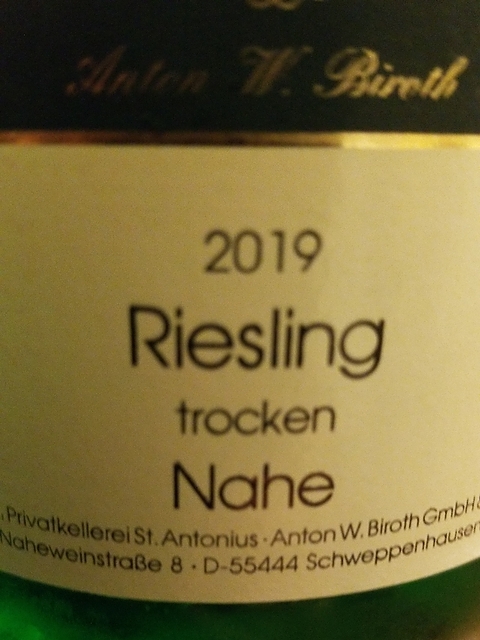 Anton W. Biroth
2019
Riesling
trocken
Nahe
Privatkellerei St. Antonius · Anton W. Biroth GmbH &
Naheweinstraße 8 · D-55444 Schweppenhausen